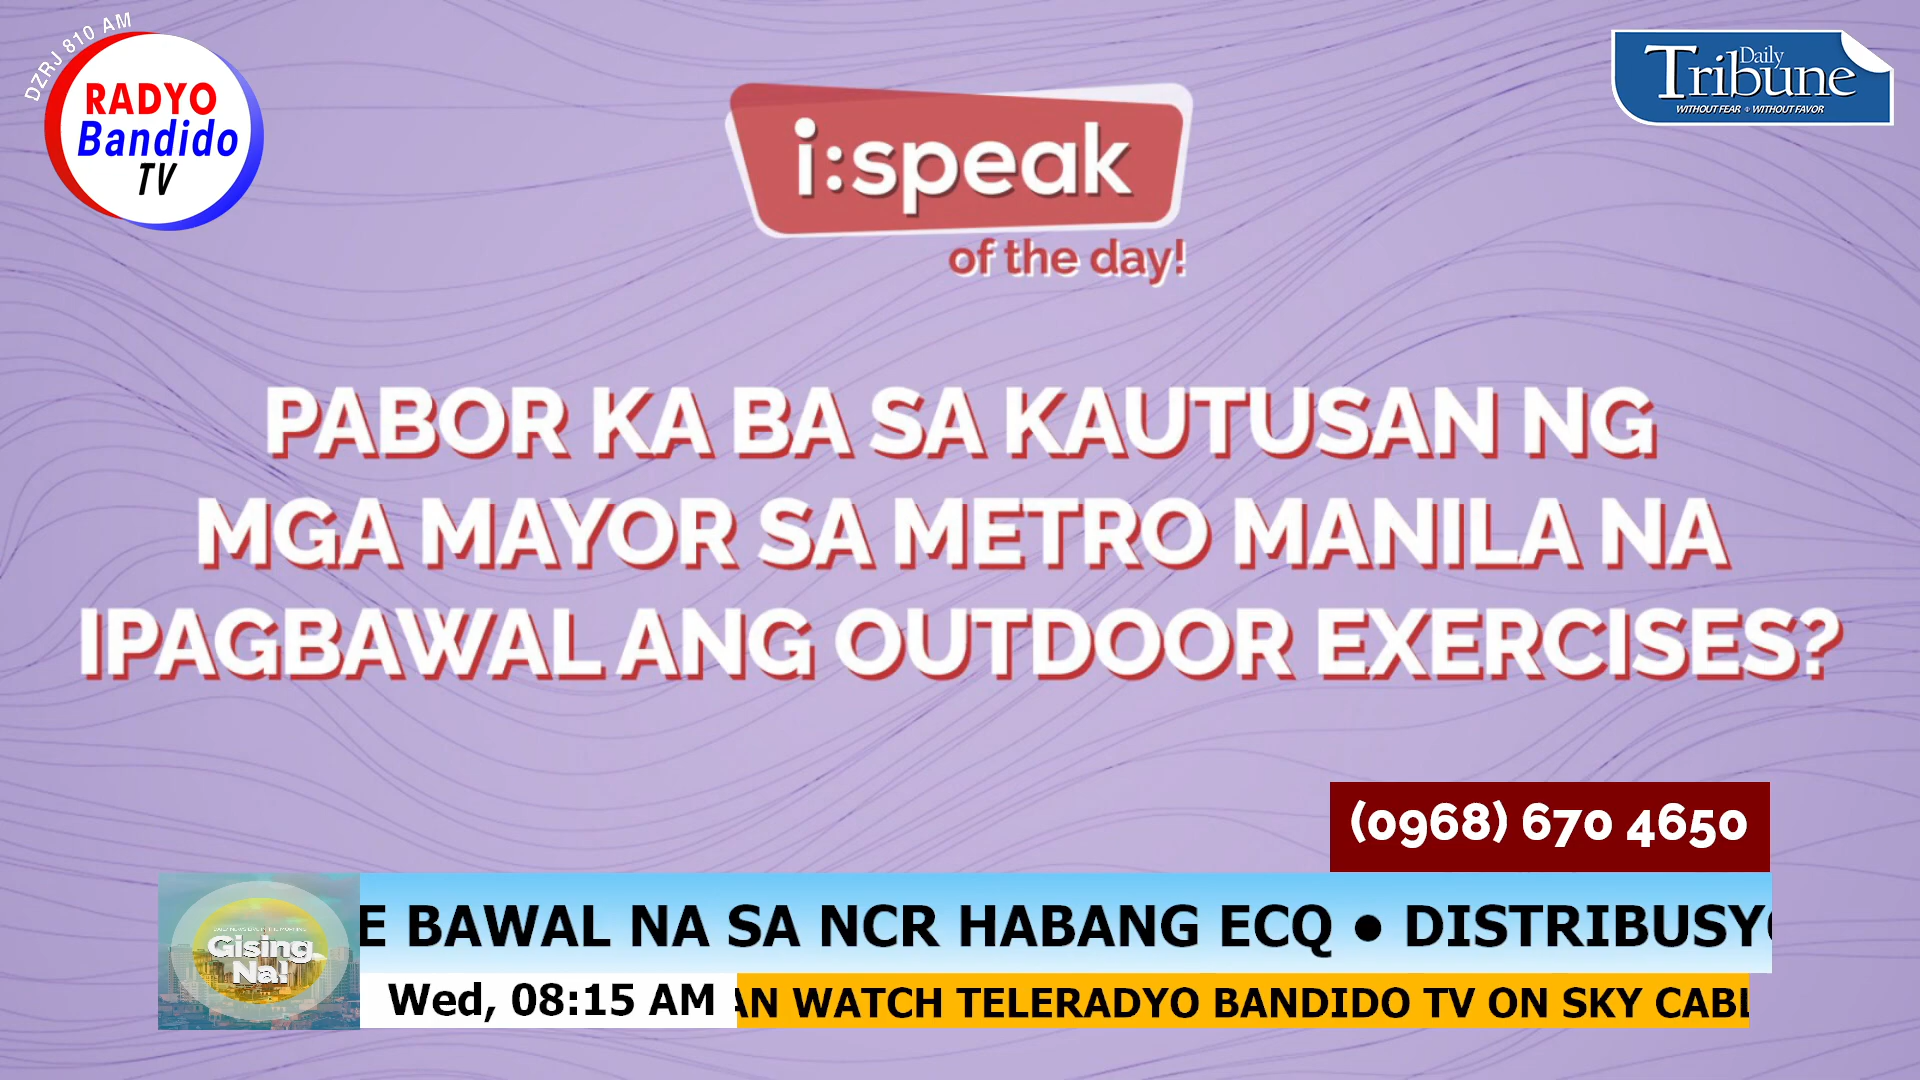 DZRJ 810 AM
RADYO
Bandido
TV
Daily
Tribune
WITHOUT FEAR WITHOUT FAVOR
i:speak
of the day!
PABOR KA BA SA KAUTUSAN NG
MGA MAYOR SA METRO MANILA NA
IPAGBAWAL ANG OUTDOOR EXERCISES?
(0968) 670 4650
Gising
Na!
E BAWAL NA SA NCR HABANG ECQ ● DISTRIBUSY
Wed, 08:15 AM
AN WATCH TELERADYO BANDIDO TV ON SKY CABL